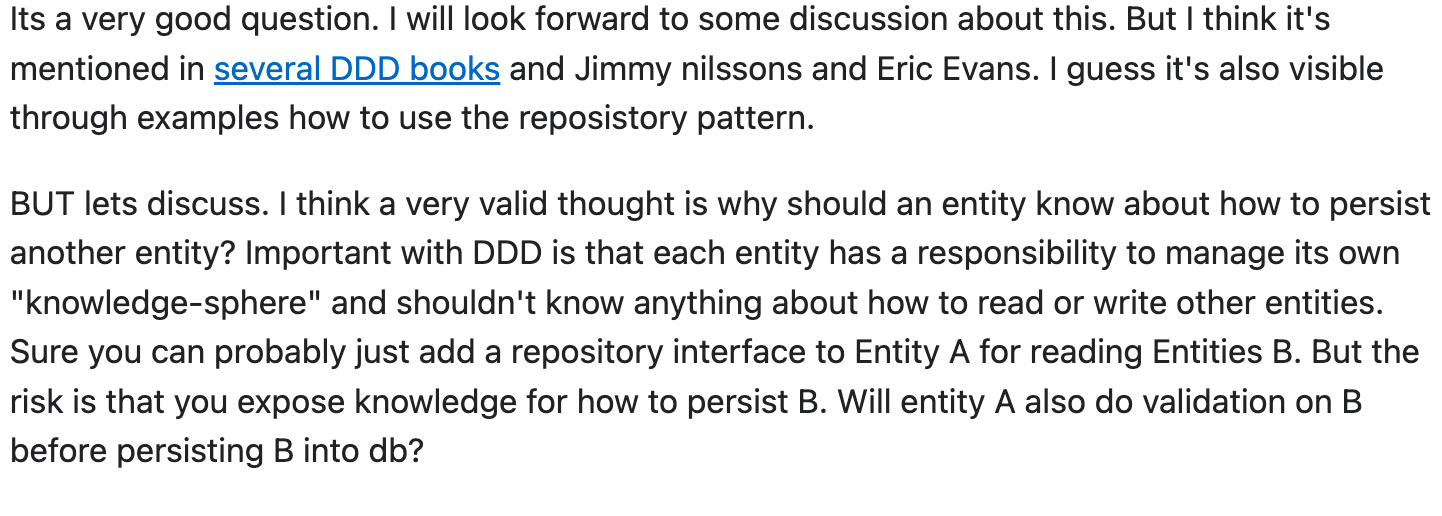 Its a very good question. I will look forward to some discussion about this. But I think it's
mentioned in several DDD books and Jimmy nilssons and Eric Evans. I guess it's also visible
through examples how to use the reposistory pattern.
BUT lets discuss. I think a very valid thought is why should an entity know about how to persist
another entity? Important with DDD is that each entity has a responsibility to manage its own
"knowledge-sphere" and shouldn't know anything about how to read or write other entities.
Sure you can probably just add a repository interface to Entity A for reading Entities B. But the
risk is that you expose knowledge for how to persist B. Will entity A also do validation on B
before persisting B into db?